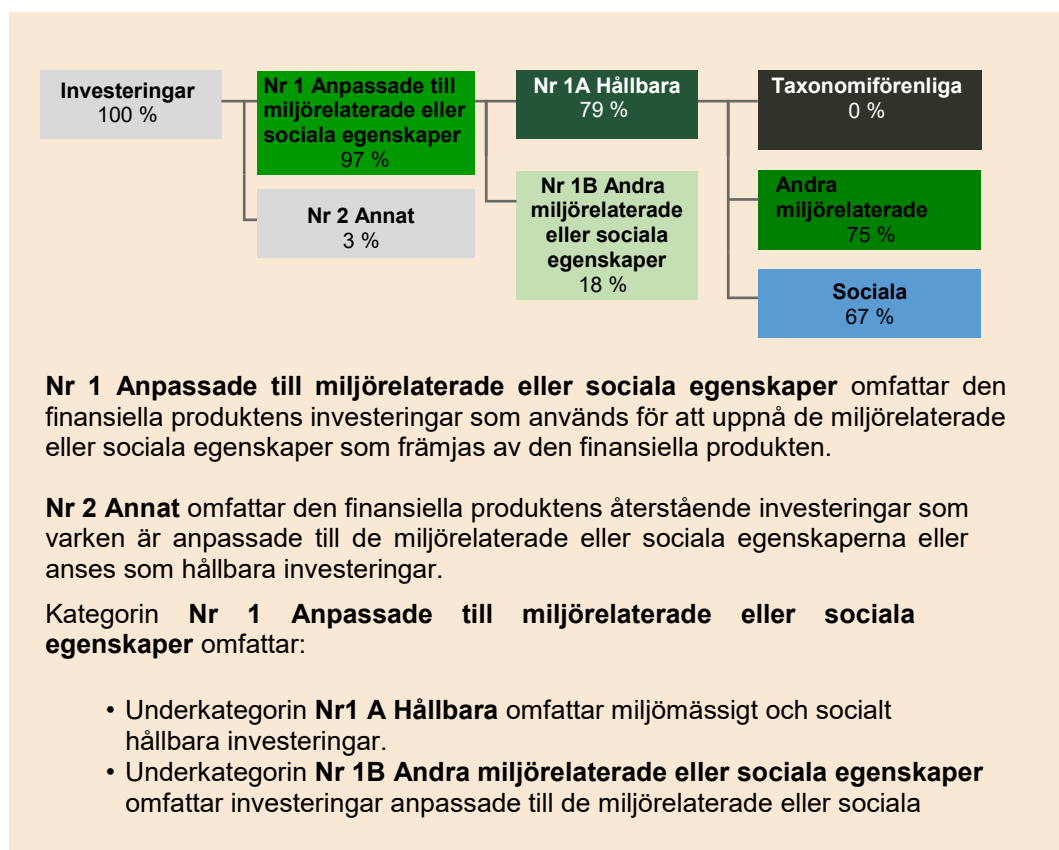 Investeringar
100 %
Nr 1 Anpassade till
miljörelaterade eller
sociala egenskaper
97 %
Nr 2 Annat
3 %
Nr 1A Hållbara
79 %
Nr 1B Andra
miljörelaterade
eller sociala
egenskaper
18 %
Taxonomiförenliga
0 %
Andra
miljörelaterade
75 %
Sociala
67 %
Nr 1 Anpassade till miljörelaterade eller sociala egenskaper omfattar den
finansiella produktens investeringar som används för att uppnå de miljörelaterade
eller sociala egenskaper som främjas av den finansiella produkten.
Nr 2 Annat omfattar den finansiella produktens återstående investeringar som
varken är anpassade till de miljörelaterade eller sociala egenskaperna eller
anses som hållbara investeringar.
Kategorin Nr 1 Anpassade till miljörelaterade eller sociala
egenskaper omfattar:
• Underkategorin Nr1 A Hållbara omfattar miljömässigt och socialt
hållbara investeringar.
• Underkategorin Nr 1B Andra miljörelaterade eller sociala egenskaper
omfattar investeringar anpassade till de miljörelaterade eller sociala